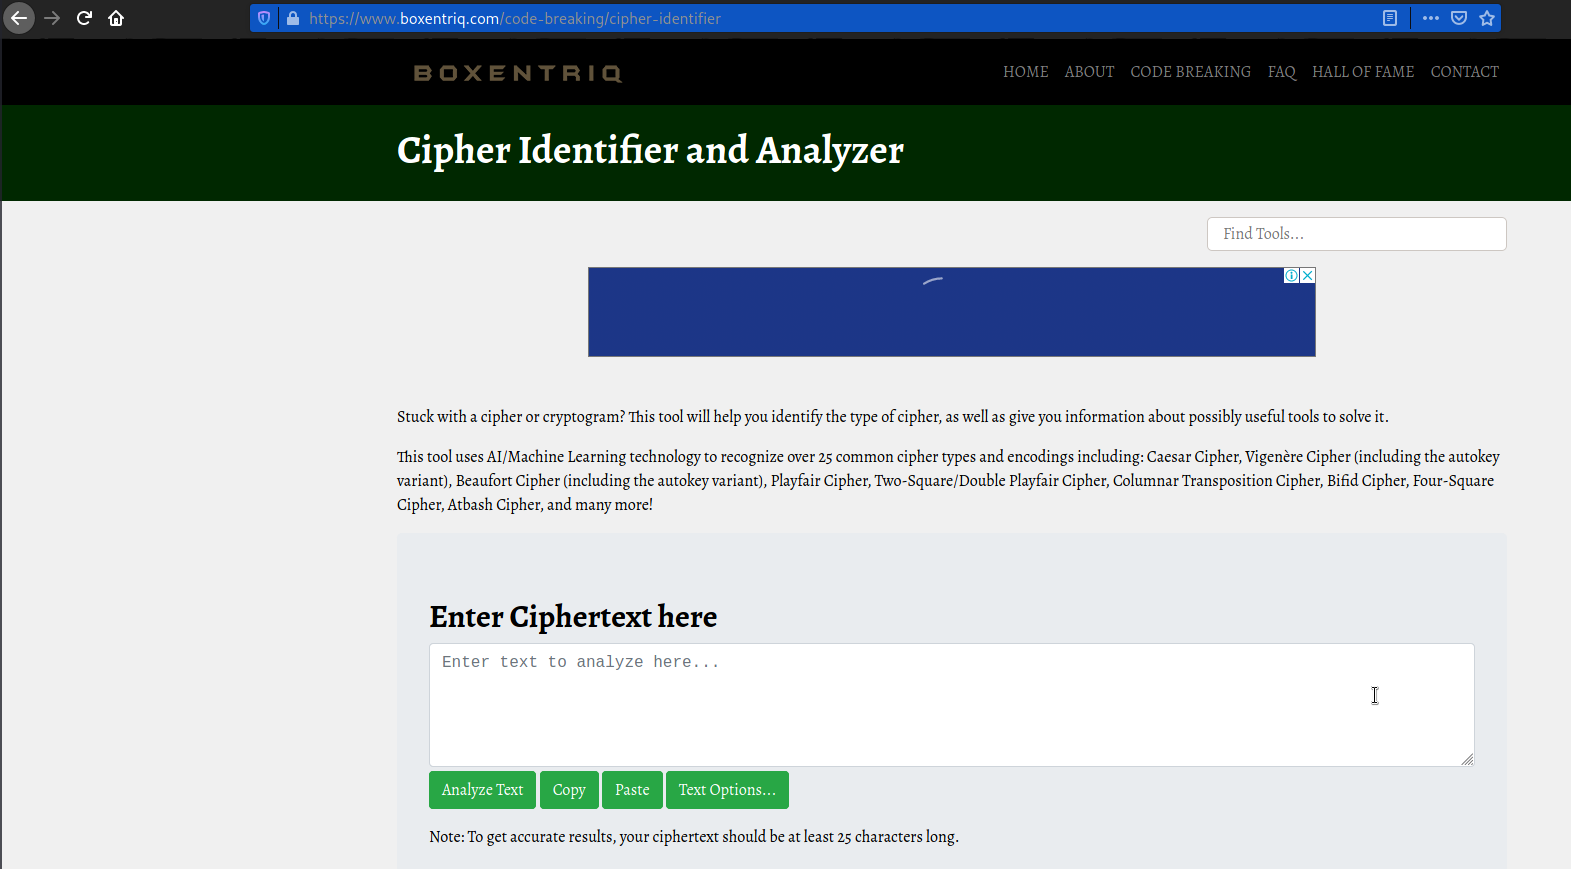 https://www.boxentriq.com/code-breaking/cipher-identifier
BOXENTRIQ
HOME ABOUT CODE BREAKING FAQ HALL OF FAME CONTACT
Cipher Identifier and Analyzer
Find Tools...
Stuck with a cipher or cryptogram? This tool will help you identify the type of cipher, as well as give you information about possibly useful tools to solve it.
This tool uses AI/Machine Learning technology to recognize over 25 common cipher types and encodings including: Caesar Cipher, Vigenère Cipher (including the autokey
variant), Beaufort Cipher (including the autokey variant), Playfair Cipher, Two-Square/Double Playfair Cipher, Columnar Transposition Cipher, Bifid Cipher, Four-Square
Cipher, Atbash Cipher, and many more!
Enter Ciphertext here
Enter text to analyze here...
Analyze Text Copy Paste Text Options...
Note: To get accurate results, your ciphertext should be at least 25 characters long.